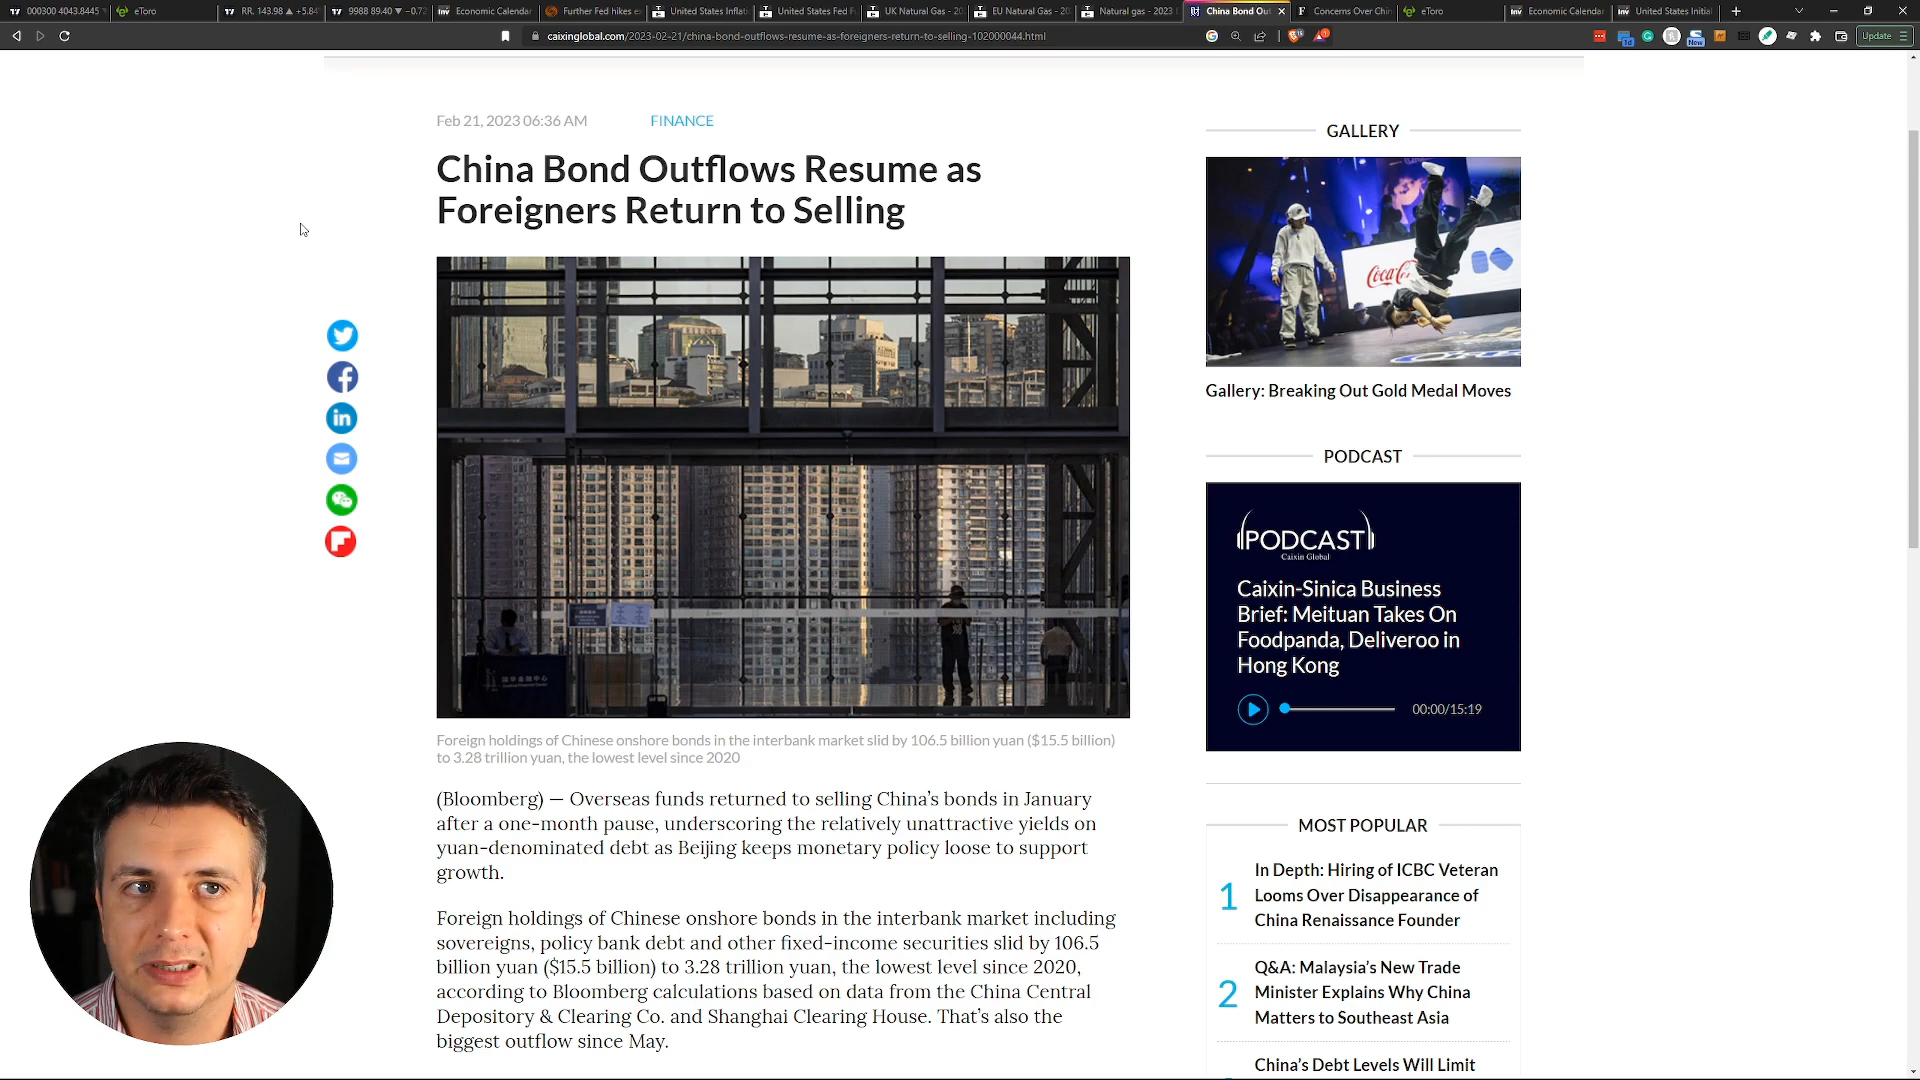 000300 4043.8445
eToro
RR. 143.98 ▲ +5.84
9988 89.40 ▼ −0.72
Economic Calendar
Further Fed hikes e
United States Inflat
United States Fed F
UK Natural Gas - 20
EU Natural Gas - 20
Natural gas - 2023
China Bond Out
Concerns Over Chin
eToro
Economic Calendar
United States Initial
caixinglobal.com/2023-02-21/china-bond-outflows-resume-as-foreigners-return-to-selling-102000044.html
New
Update
Feb 21, 2023 06:36 AM
FINANCE
China Bond Outflows Resume as
Foreigners Return to Selling
Foreign holdings of Chinese onshore bonds in the interbank market slid by 106.5 billion yuan ($15.5 billion)
to 3.28 trillion yuan, the lowest level since 2020
(Bloomberg) — Overseas funds returned to selling China's bonds in January
after a one-month pause, underscoring the relatively unattractive yields on
yuan-denominated debt as Beijing keeps monetary policy loose to support
growth.
Foreign holdings of Chinese onshore bonds in the interbank market including
sovereigns, policy bank debt and other fixed-income securities slid by 106.5
billion yuan ($15.5 billion) to 3.28 trillion yuan, the lowest level since 2020,
according to Bloomberg calculations based on data from the China Central
Depository & Clearing Co. and Shanghai Clearing House. That's also the
biggest outflow since May.
GALLERY
Coca-Cola
Gallery: Breaking Out Gold Medal Moves
PODCAST
PODCAST
Caixin Global
Caixin-Sinica Business
Brief: Meituan Takes On
Foodpanda, Deliveroo in
Hong Kong
00:00/15:19
MOST POPULAR
1
In Depth: Hiring of ICBC Veteran
Looms Over Disappearance of
China Renaissance Founder
2
Q&A: Malaysia's New Trade
Minister Explains Why China
Matters to Southeast Asia
China's Debt Levels Will Limit